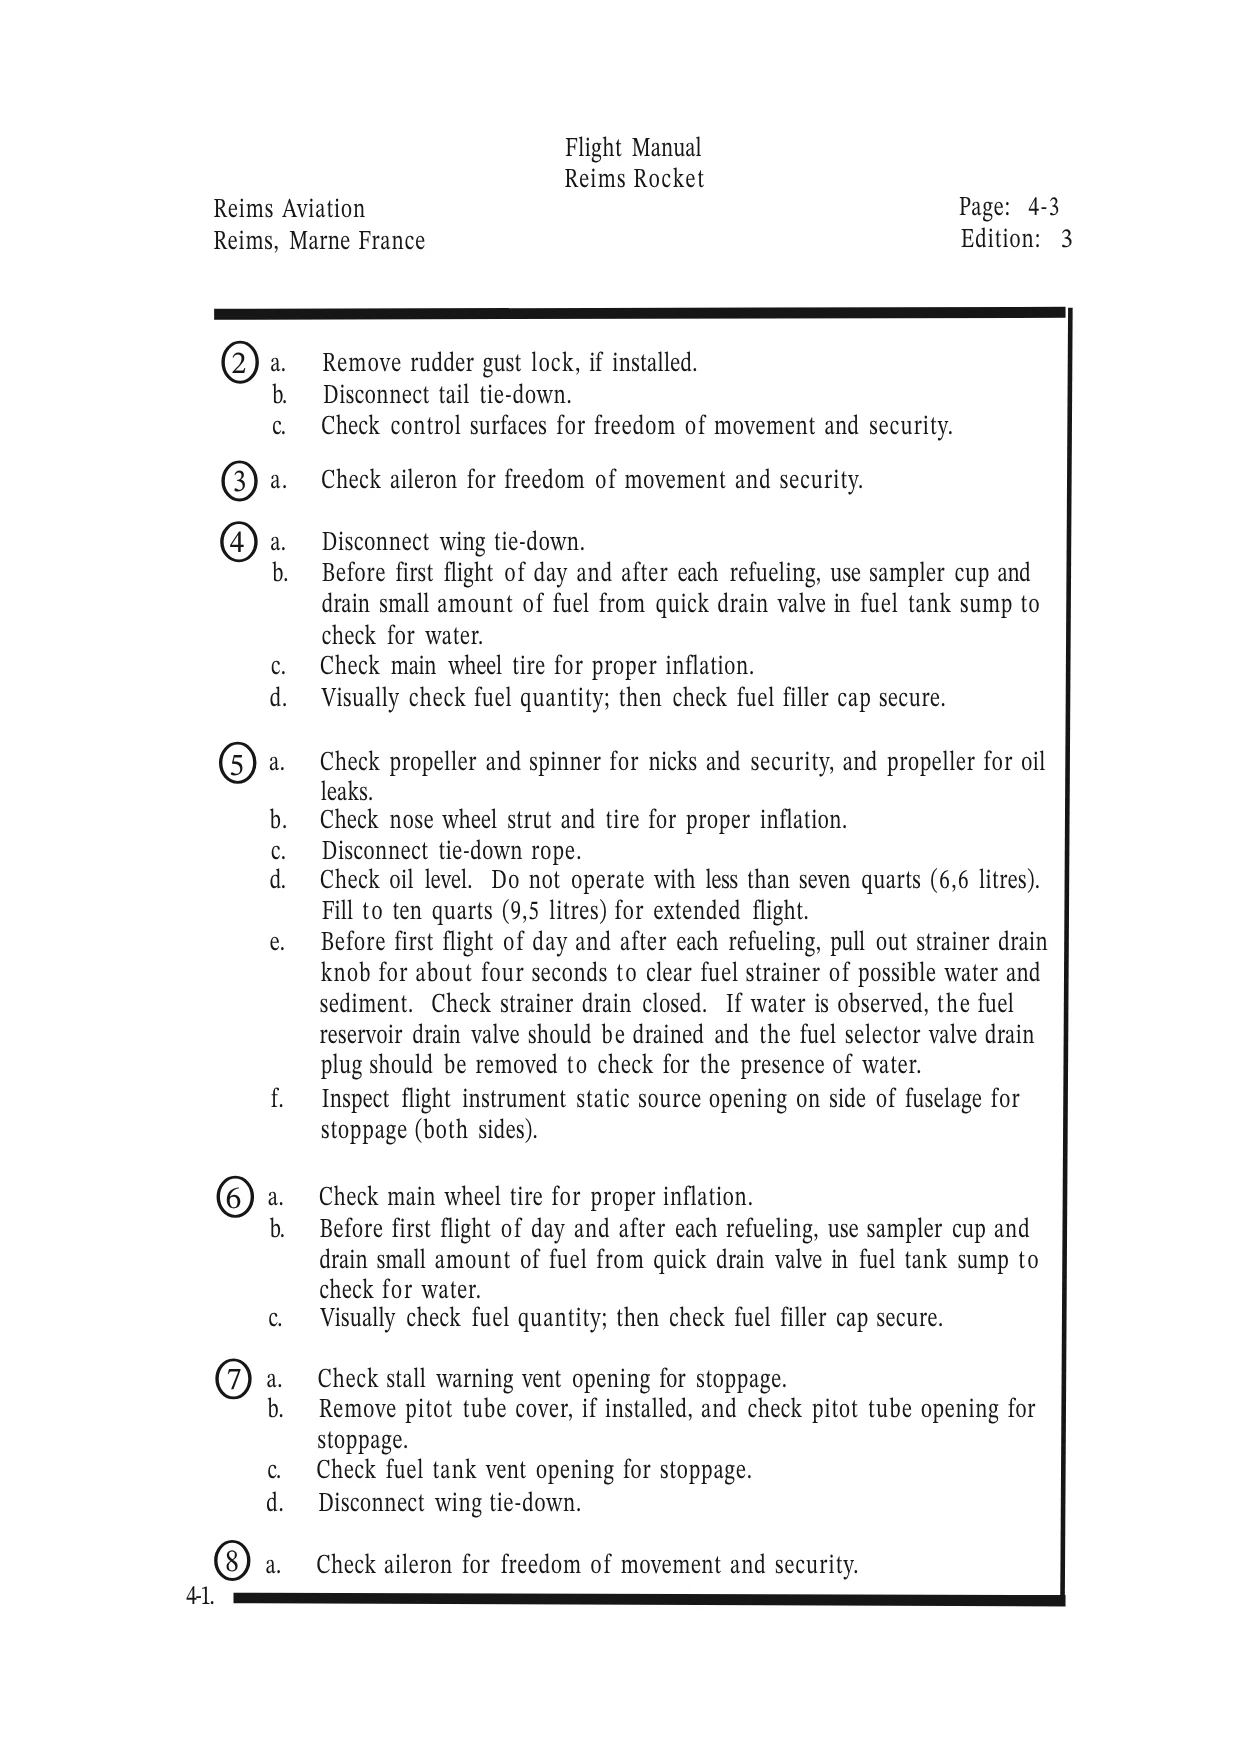 Flight Manual
Reims Rocket
Reims Aviation
Page: 4-3
Reims, Marne France
Edition: 3
2 a. Remove rudder gust lock, if installed.
b. Disconnect tail tie-down.
c. Check control surfaces for freedom of movement and security.
3 a. Check aileron for freedom of movement and security.
4 a. Disconnect wing tie-down.
b. Before first flight of day and after each refueling, use sampler cup and
drain small amount of fuel from quick drain valve in fuel tank sump to
check for water.
c. Check main wheel tire for proper inflation.
d. Visually check fuel quantity; then check fuel filler cap secure.
5 a. Check propeller and spinner for nicks and security, and propeller for oil
leaks.
b. Check nose wheel strut and tire for proper inflation.
c. Disconnect tie-down rope.
d. Check oil level. Do not operate with less than seven quarts (6,6 litres).
Fill to ten quarts (9,5 litres) for extended flight.
e. Before first flight of day and after each refueling, pull out strainer drain
knob for about four seconds to clear fuel strainer of possible water and
sediment. Check strainer drain closed. If water is observed, the fuel
reservoir drain valve should be drained and the fuel selector valve drain
plug should be removed to check for the presence of water.
f. Inspect flight instrument static source opening on side of fuselage for
stoppage (both sides).
6 a. Check main wheel tire for proper inflation.
b. Before first flight of day and after each refueling, use sampler cup and
drain small amount of fuel from quick drain valve in fuel tank sump to
check for water.
c. Visually check fuel quantity; then check fuel filler cap secure.
7 a. Check stall warning vent opening for stoppage.
b. Remove pitot tube cover, if installed, and check pitot tube opening for
stoppage.
c. Check fuel tank vent opening for stoppage.
d. Disconnect wing tie-down.
8 a. Check aileron for freedom of movement and security.
4-1.